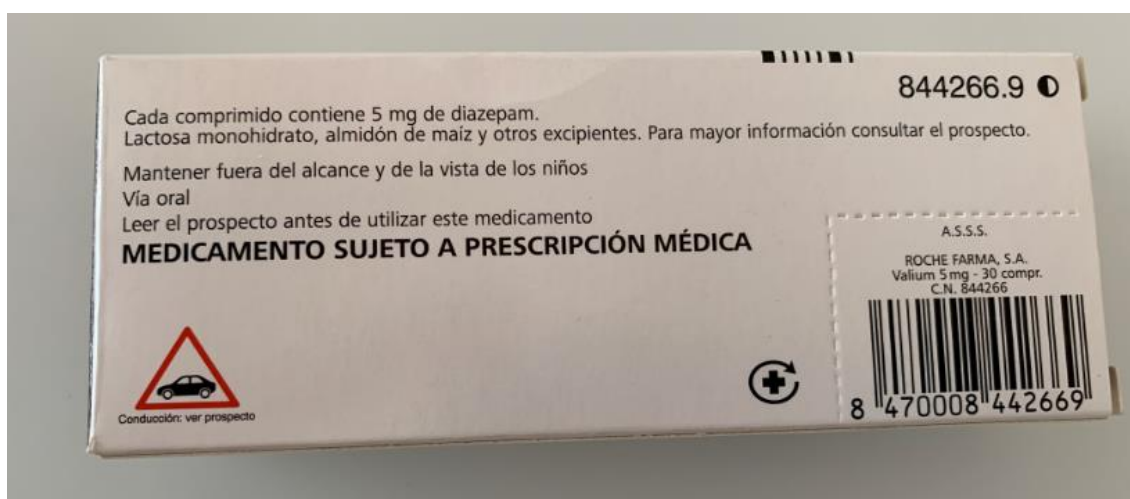 844266.9
Cada comprimido contiene 5 mg de diazepam.
Lactosa monohidrato, almidón de maíz y otros excipientes. Para mayor información consultar el prospecto.
Mantener fuera del alcance y de la vista de los niños
Vía oral
Leer el prospecto antes de utilizar este medicamento
MEDICAMENTO SUJETO A PRESCRIPCIÓN MÉDICA
A.S.S.S.
ROCHE FARMA, S.A.
Valium 5 mg - 30 compr.
C.N. 844266
8 470008 442669
Conducción: ver prospecto